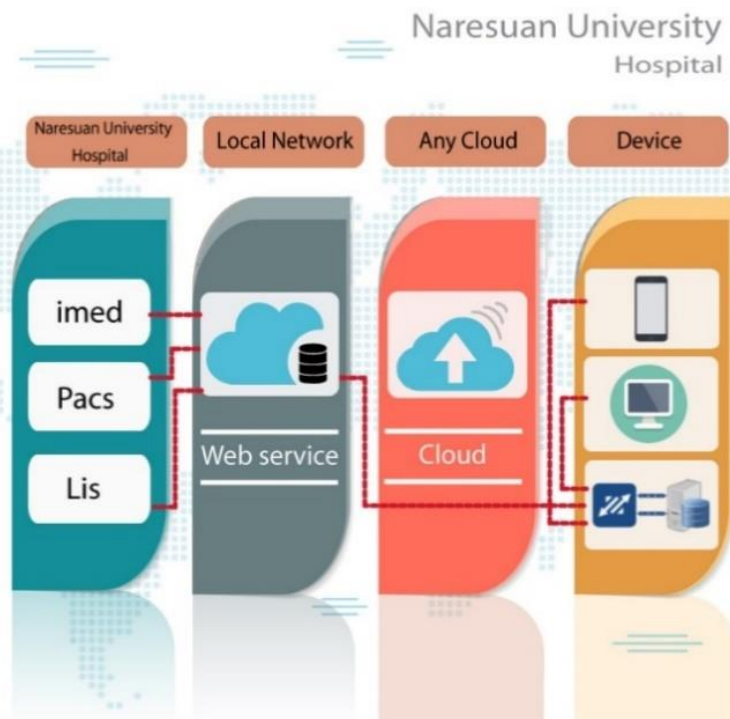 Naresuan University
Hospital
Naresuan University
Hospital
Local Network
Any Cloud
Device
imed
Pacs
Lis
Web service
Cloud